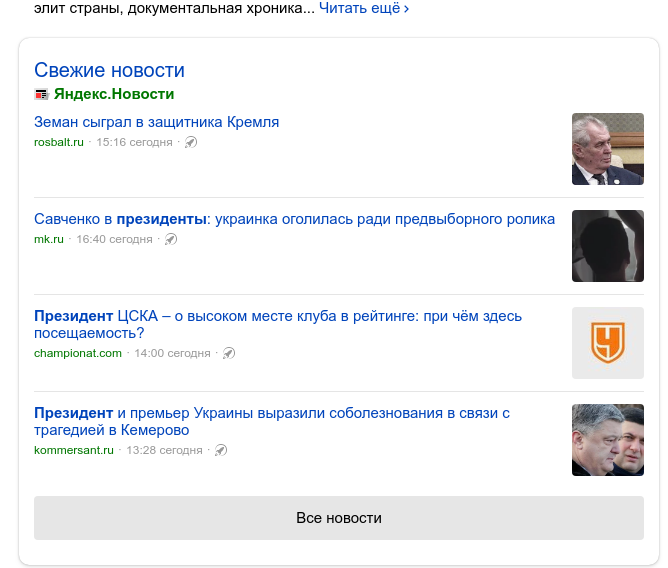 элит страны, документальная хроника... Читать ещё ›
Свежие новости
Яндекс.Новости
Земан сыграл в защитника Кремля
rosbalt.ru · 15:16 сегодня ·
Савченко в президенты: украинка оголилась ради предвыборного ролика
mk.ru · 16:40 сегодня ·
Президент ЦСКА – о высоком месте клуба в рейтинге: при чём здесь
посещаемость?
championat.com · 14:00 сегодня ·
Президент и премьер Украины выразили соболезнования в связи с
трагедией в Кемерово
kommersant.ru · 13:28 сегодня ·
Все новости